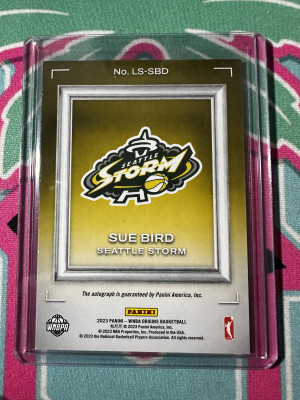 No. LS-SBD
SEATTLE
STORM
SUE BIRD
SEATTLE STORM
The autograph is guaranteed by Panini America, Inc.
PANINI
2023 PANINI – WNBA ORIGINS BASKETBALL
© 2023 Panini America, Inc.
© 2023 NBA Properties, Inc. Produced in the USA.
© 2023 the National Basketball Players Association. All rights reserved.
WNBPA